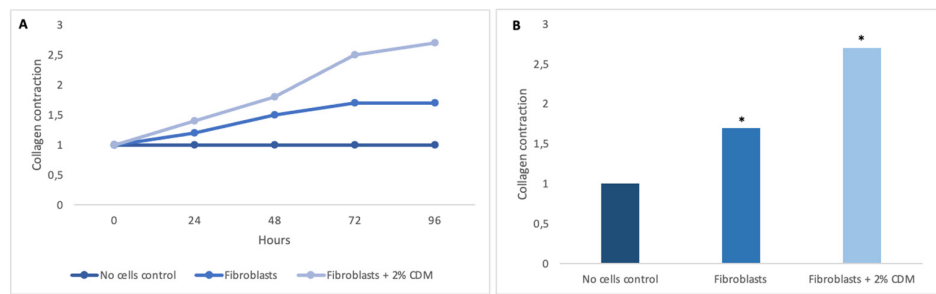 A
Collagen contraction
3
2,5
2
1,5
1
0,5
0
0 24 48 72 96
Hours
No cells control Fibroblasts Fibroblasts + 2% CDM
B
Collagen contraction
3
2,5
2
1,5
1
0,5
0
*
*
No cells control Fibroblasts Fibroblasts + 2% CDM